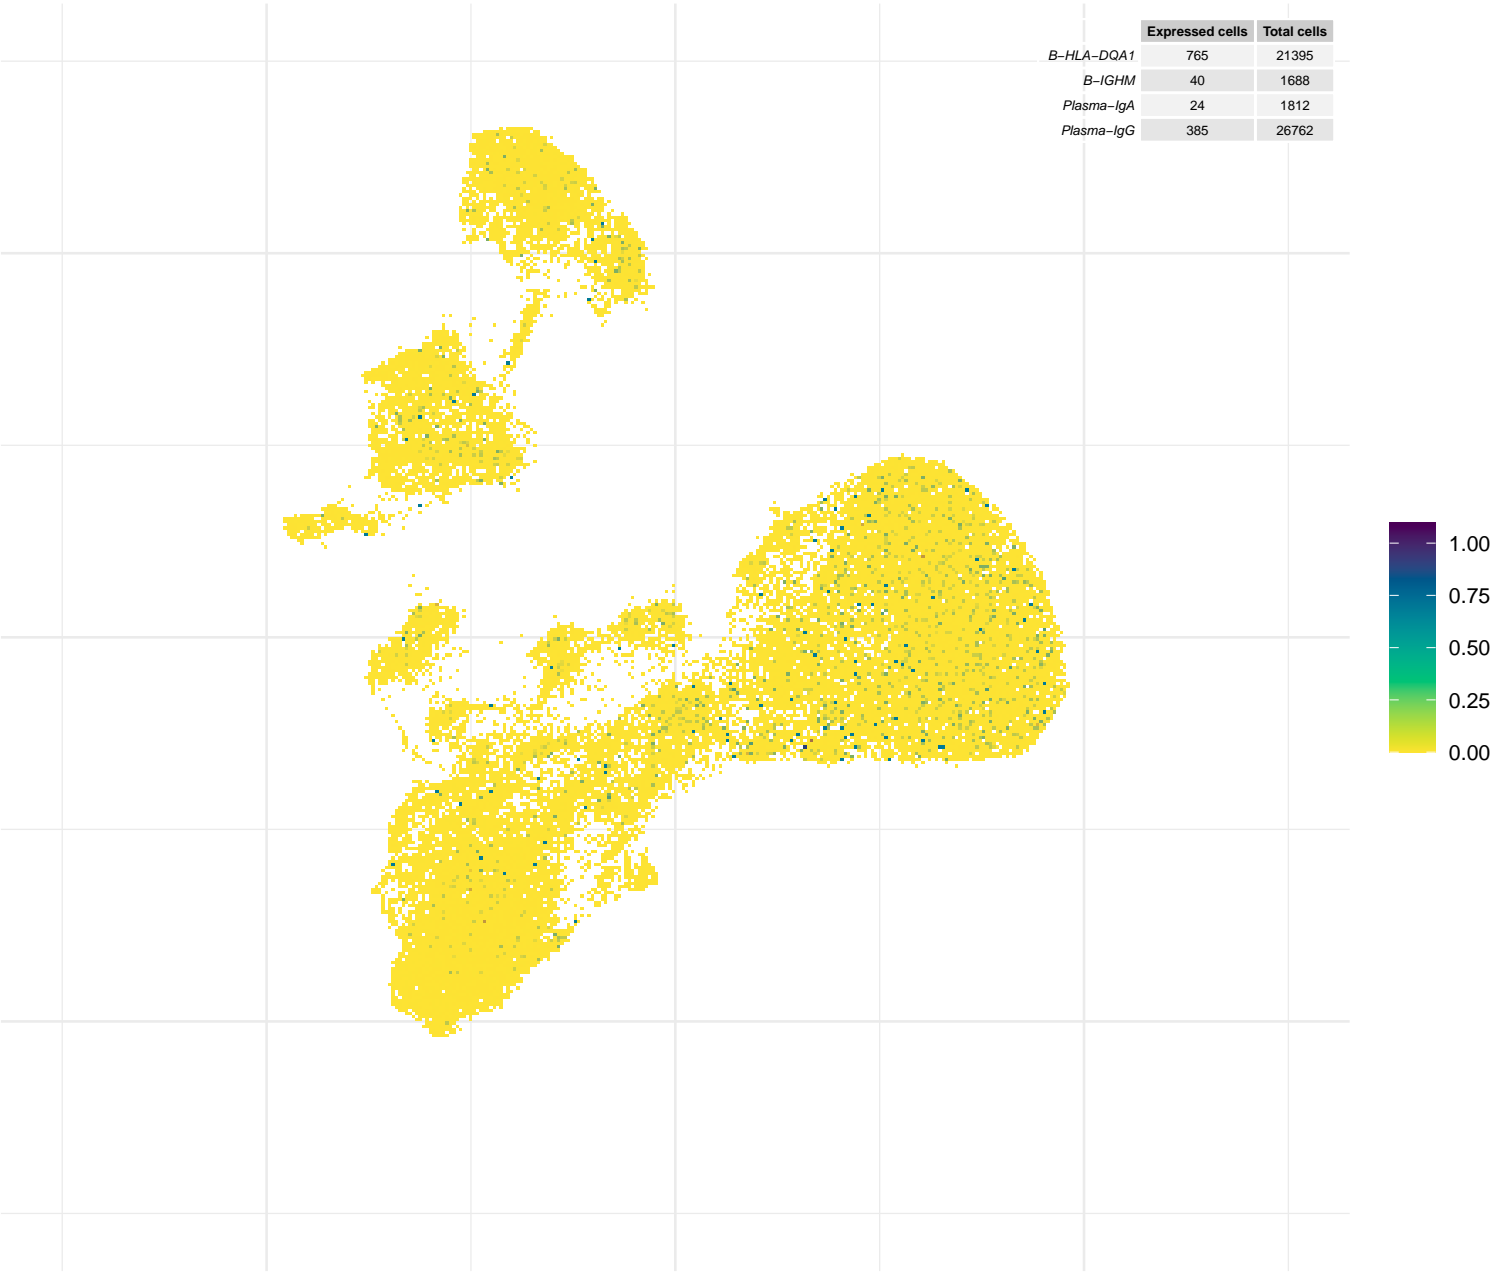 Expressed cells Total cells
B−HLA−DQA1 765 21395
B−IGHM 40 1688
Plasma−IgA 24 1812
Plasma−IgG 385 26762
1.00
0.75
0.50
0.25
0.00